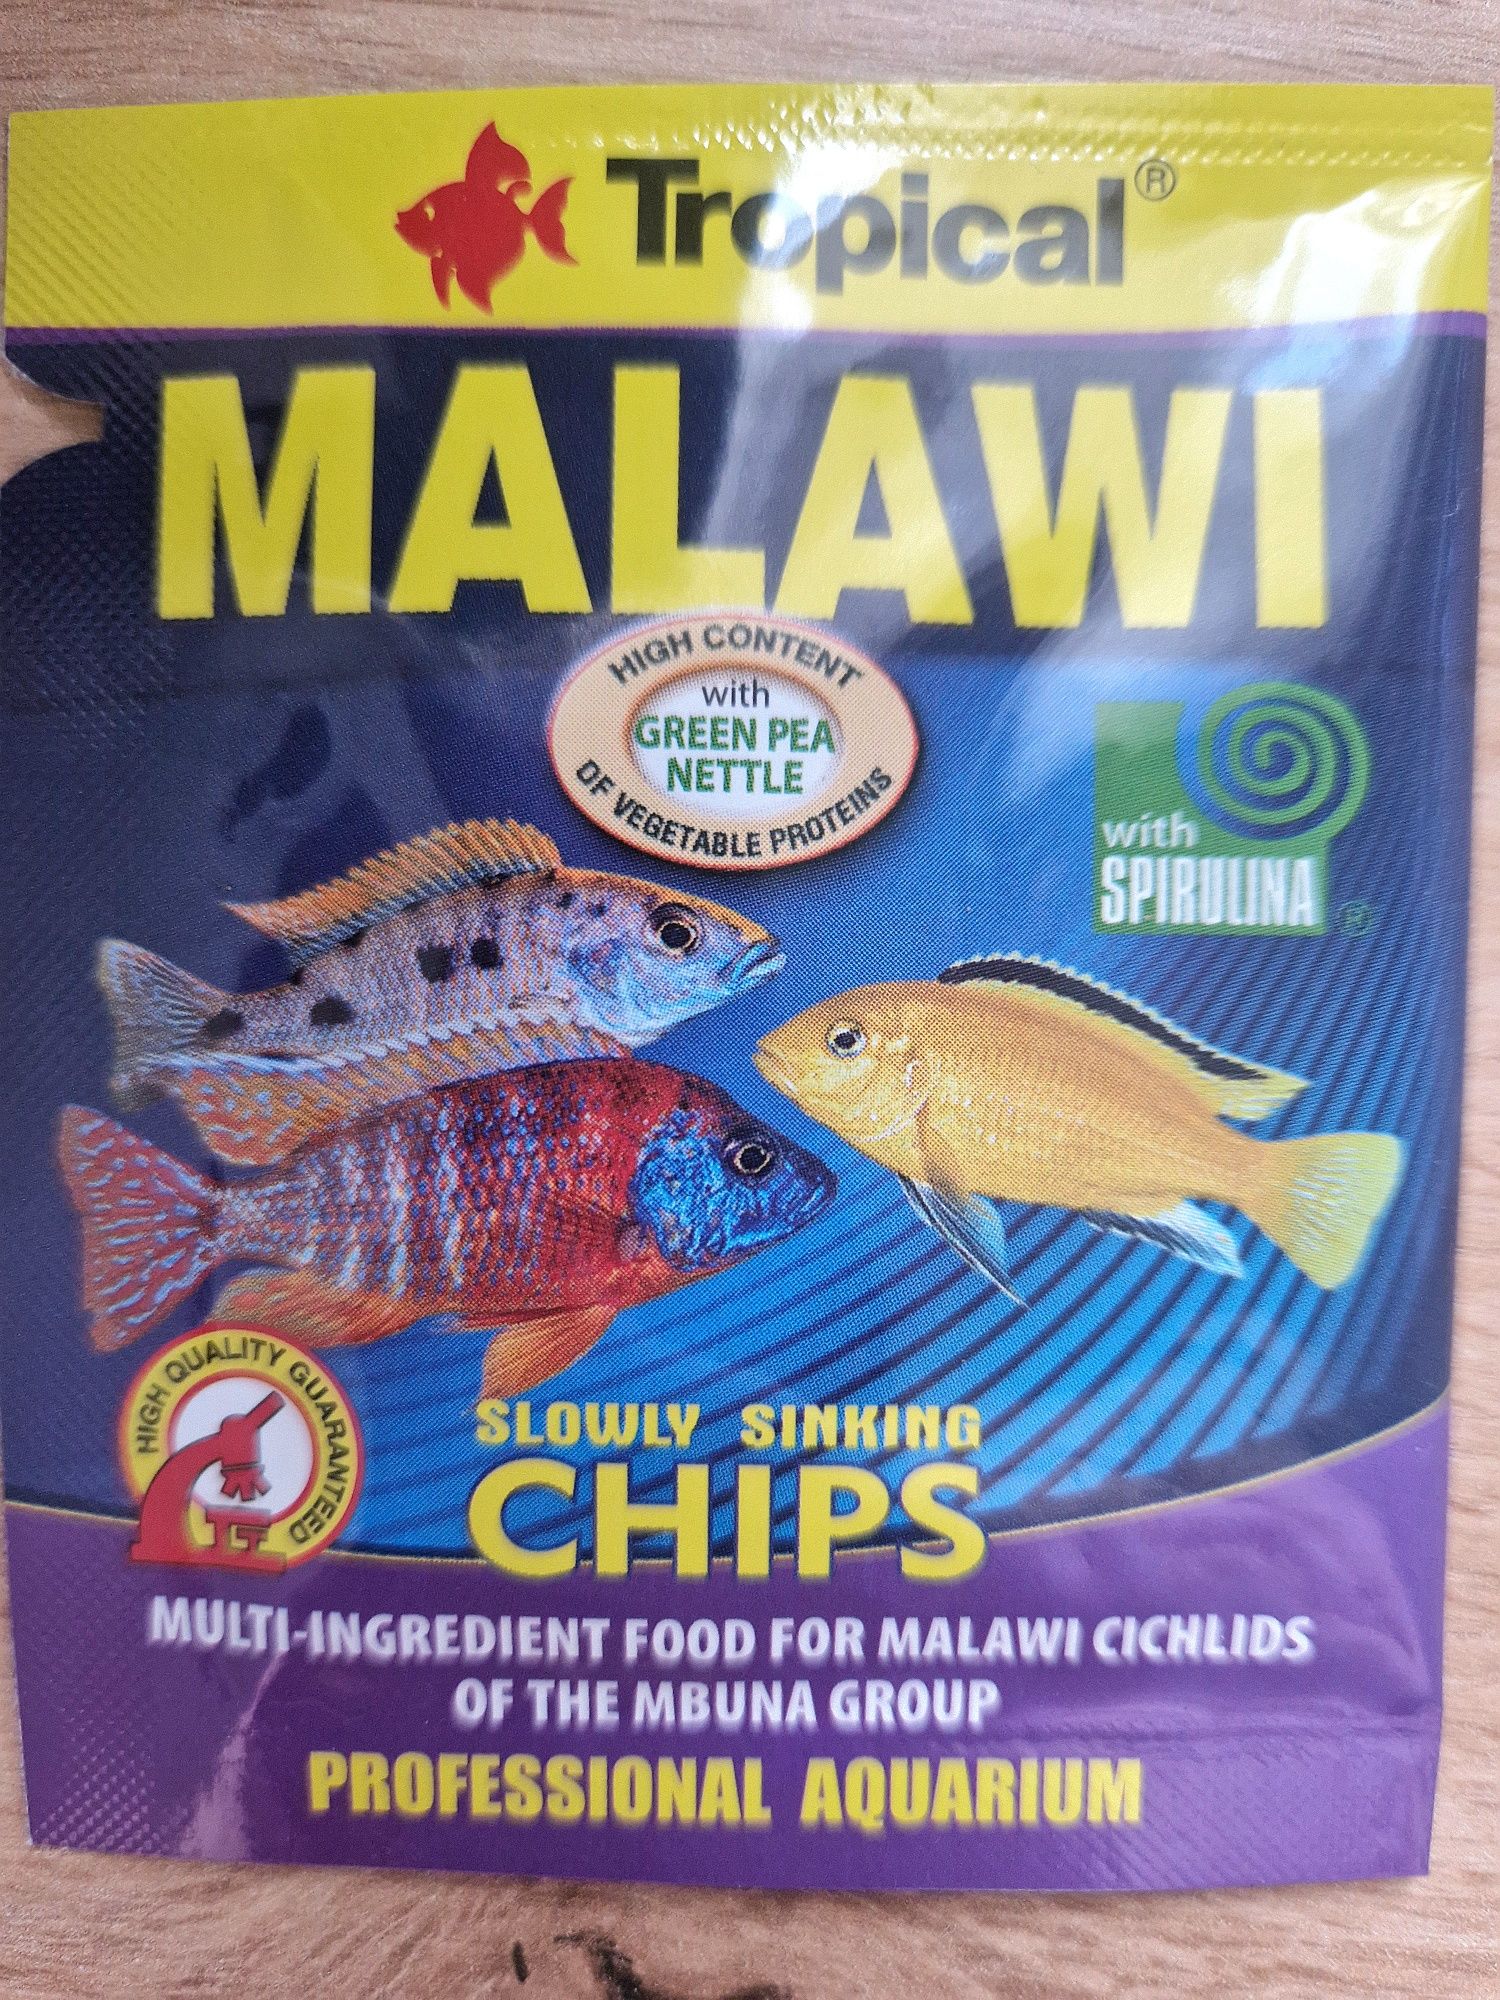 Tropical®
MALAWI
HIGH CONTENT
with
GREEN PEA
NETTLE
OF VEGETABLE PROTEINS
with
SPIRULINA
®
HIGH QUALITY GUARANTEED
SLOWLY SINKING
CHIPS
MULTI-INGREDIENT FOOD FOR MALAWI CICHLIDS
OF THE MBUNA GROUP
PROFESSIONAL AQUARIUM